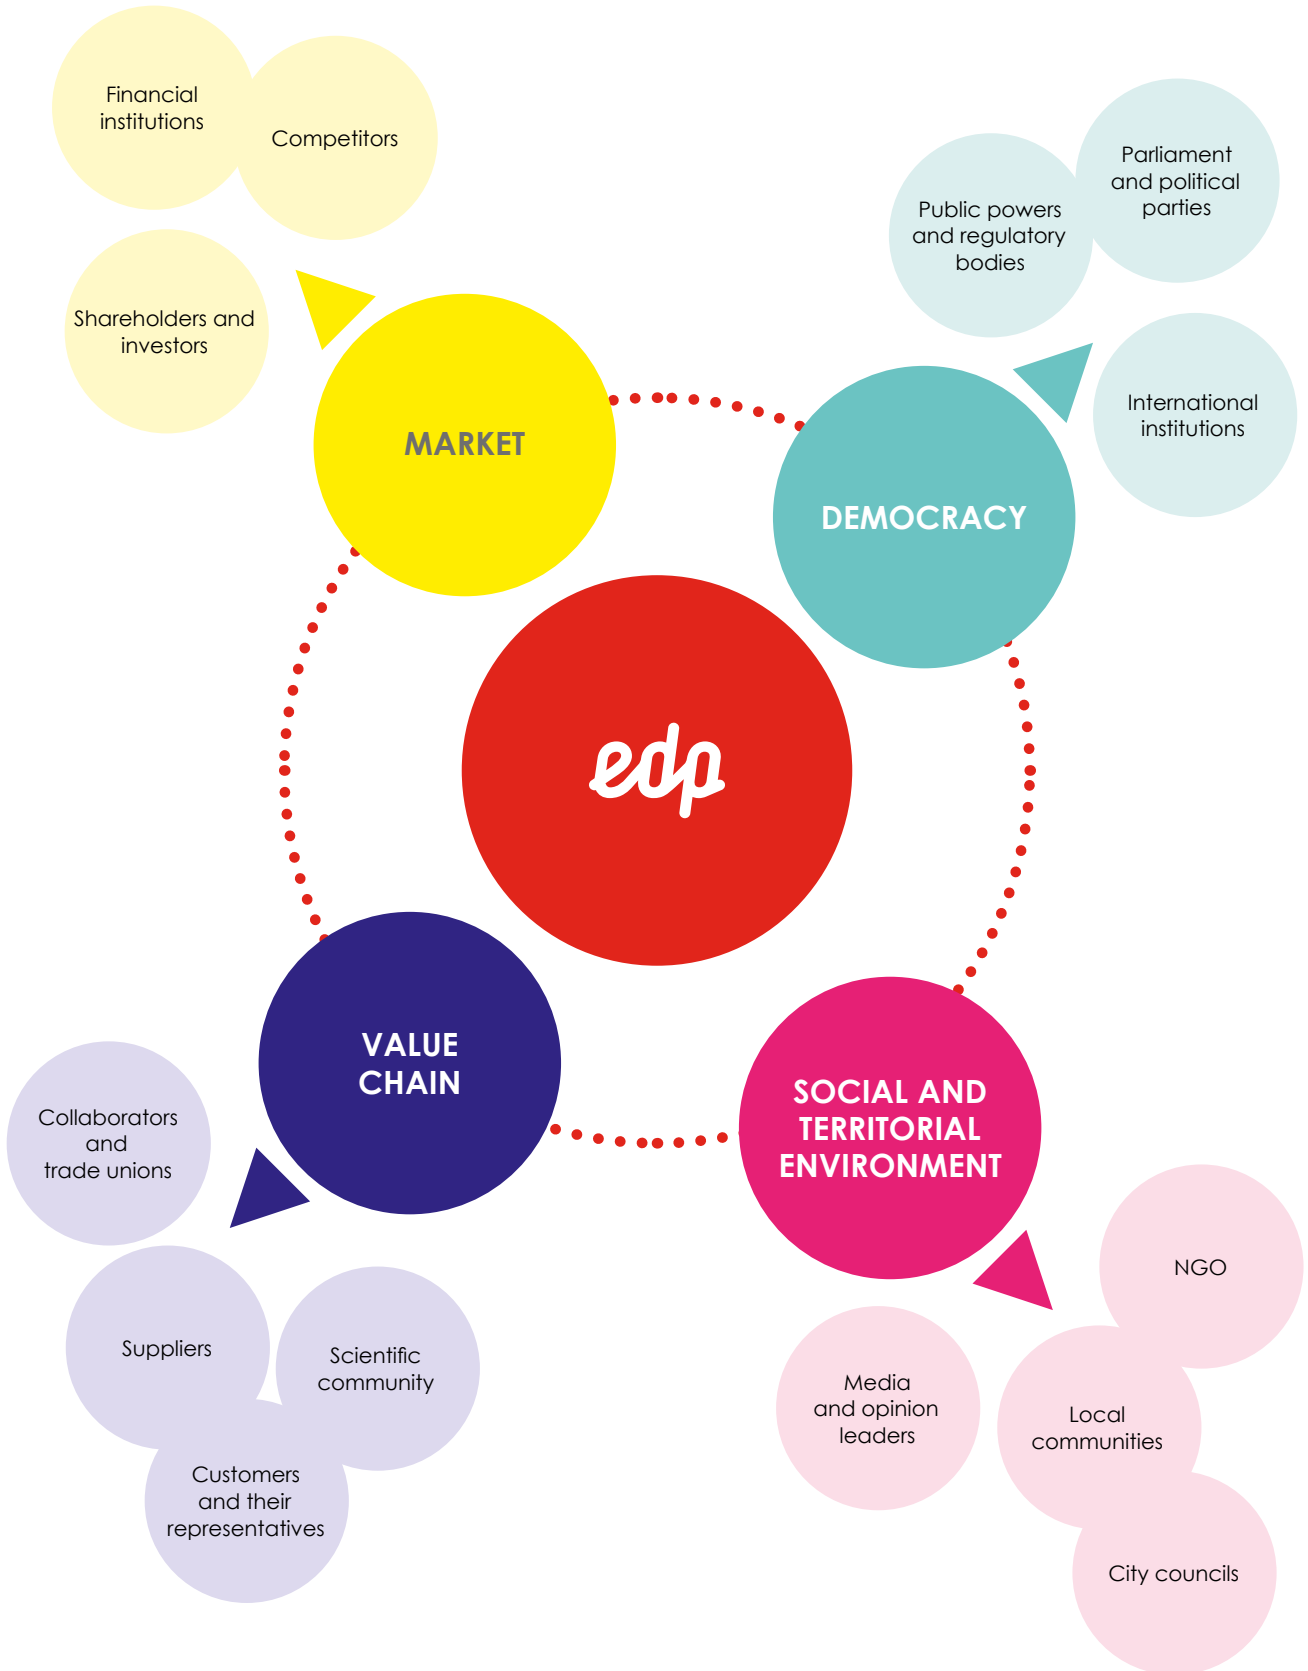 Financial
institutions
Competitors
Shareholders and
investors
MARKET
Parliament
and political
parties
Public powers
and regulatory
bodies
International
institutions
DEMOCRACY
edp
VALUE
CHAIN
Collaborators
and
trade unions
Suppliers
Scientific
community
Customers
and their
representatives
SOCIAL AND
TERRITORIAL
ENVIRONMENT
NGO
Media
and opinion
leaders
Local
communities
City councils